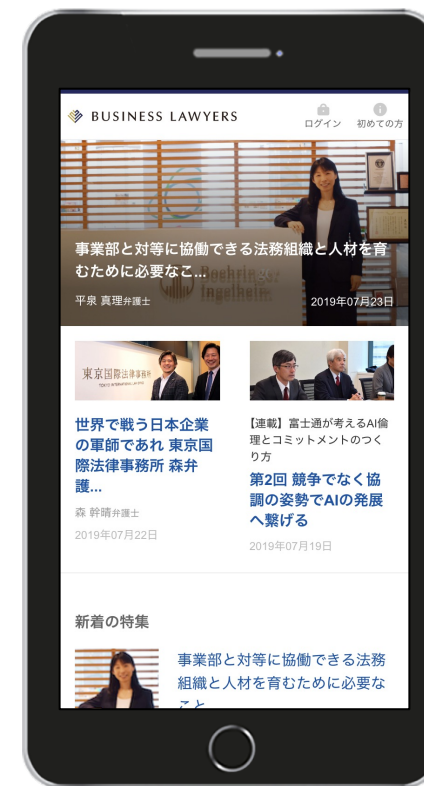 BUSINESS LAWYERS
ログイン 初めての方
事業部と対等に協働できる法務組織と人材を育
むために必要なこ...
Boehringer
Ingelheim
平泉 真理弁護士 2019年07月23日
東京国際法律事務所
TOKYO INTERNATIONAL LAW OFFICE
世界で戦う日本企業
の軍師であれ 東京国
際法律事務所 森弁
護...
森 幹晴弁護士
2019年07月22日
【連載】富士通が考えるAI倫
理とコミットメントのつく
り方
第2回 競争でなく協
調の姿勢でAIの発展
へ繋げる
2019年07月19日
新着の特集
事業部と対等に協働できる法務
組織と人材を育むために必要な
こと